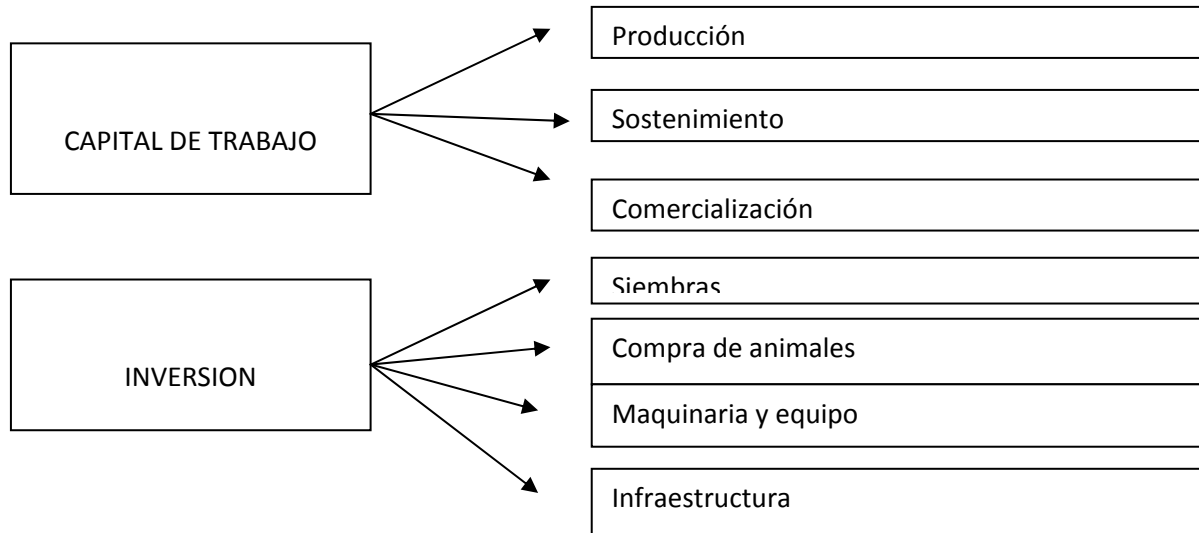 CAPITAL DE TRABAJO
Producción
Sostenimiento
Comercialización
INVERSION
Siembras
Compra de animales
Maquinaria y equipo
Infraestructura